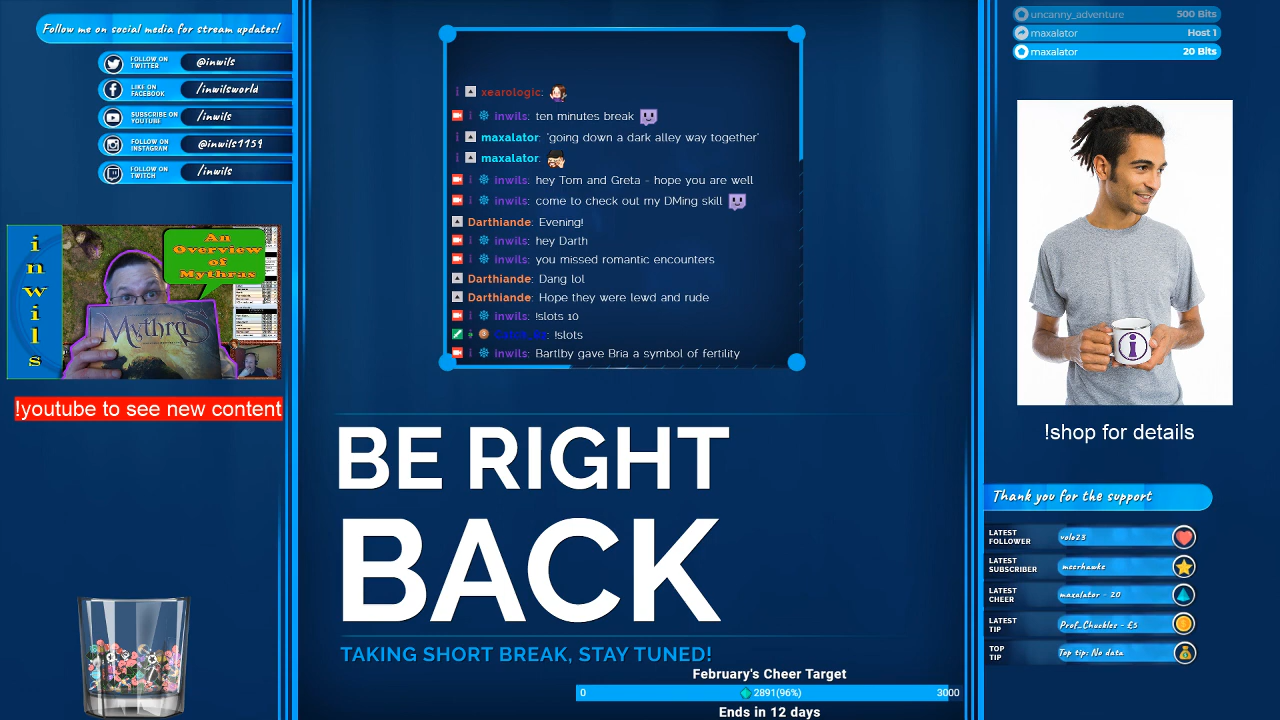 Follow me on social media for stream updates!
FOLLOW ON TWITTER
@inwils
LIKE ON FACEBOOK
/inwilsworld
SUBSCRIBE ON YOUTUBE
/inwils
FOLLOW ON INSTAGRAM
@inwils1159
FOLLOW ON TWITCH
/inwils
inwils
An
Overview
of
Mythras
Mythras
!youtube to see new content
xearologic:
inwils: ten minutes break
maxalator: 'going down a dark alley way together'
maxalator:
inwils: hey Tom and Greta - hope you are well
inwils: come to check out my DMing skill
Darthiande: Evening!
inwils: hey Darth
inwils: you missed romantic encounters
Darthiande: Dang lol
Darthiande: Hope they were lewd and rude
inwils: !slots 10
: !slots
inwils: Bartlby gave Bria a symbol of fertility
BE RIGHT
BACK
TAKING SHORT BREAK, STAY TUNED!
February's Cheer Target
0 2891(96%) 3000
Ends in 12 days
uncanny_adventure 500 Bits
maxalator Host 1
maxalator 20 Bits
i
!shop for details
Thank you for the support
LATEST FOLLOWER
volo23
LATEST SUBSCRIBER
meerhawke
LATEST CHEER
maxalator - 20
LATEST TIP
Prof_Chuckles - £5
TOP TIP
Top tip: No data